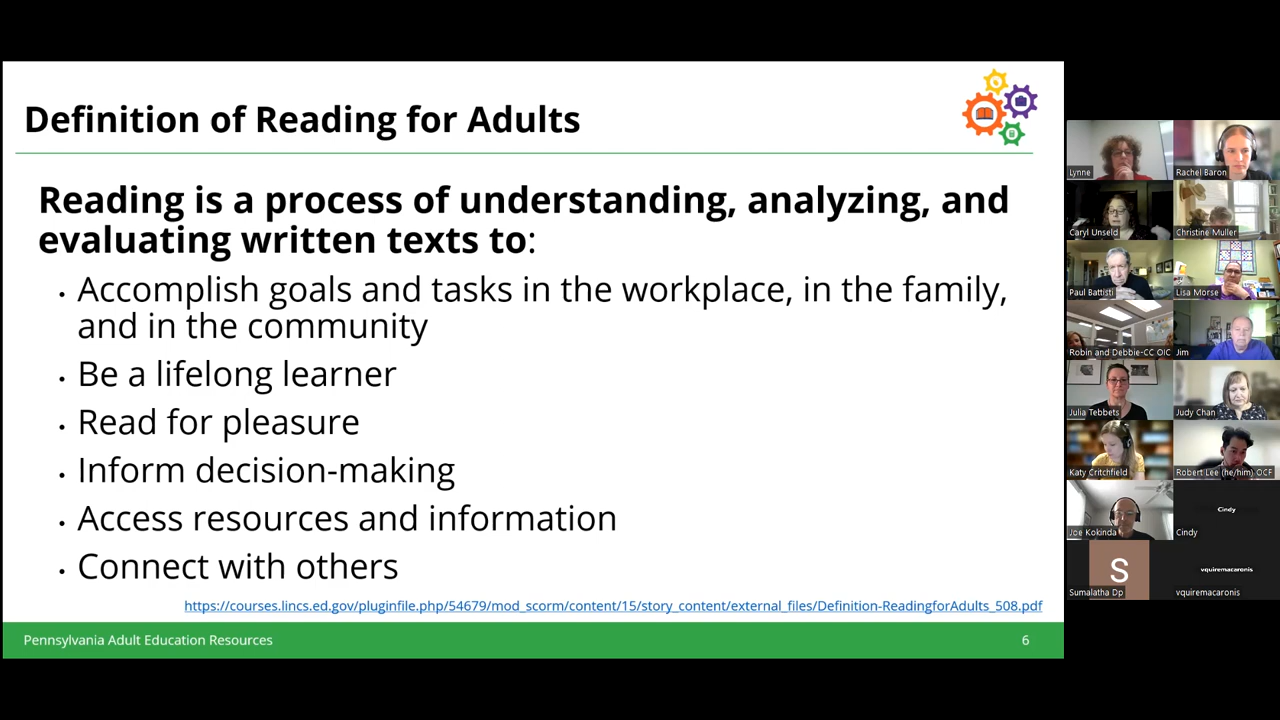 Definition of Reading for Adults
Reading is a process of understanding, analyzing, and
evaluating written texts to:
• Accomplish goals and tasks in the workplace, in the family,
and in the community
• Be a lifelong learner
• Read for pleasure
• Inform decision-making
• Access resources and information
• Connect with others
https://courses.lincs.ed.gov/pluginfile.php/54679/mod_scorm/content/15/story_content/external_files/Definition-ReadingforAdults_508.pdf
Pennsylvania Adult Education Resources
6
Lynne
Rachel Baron
Caryl Unseld
Christine Muller
Paul Battisti
Lisa Morse
Robin and Debbie-CC OIC
Jim
Julia Tebbets
Judy Chan
Katy Critchfield
Robert Lee (he/him) OCF
Joe Kokinda
Cindy
Cindy
S
Sumalatha Dp
vquiremacaronis
vquiremacaronis